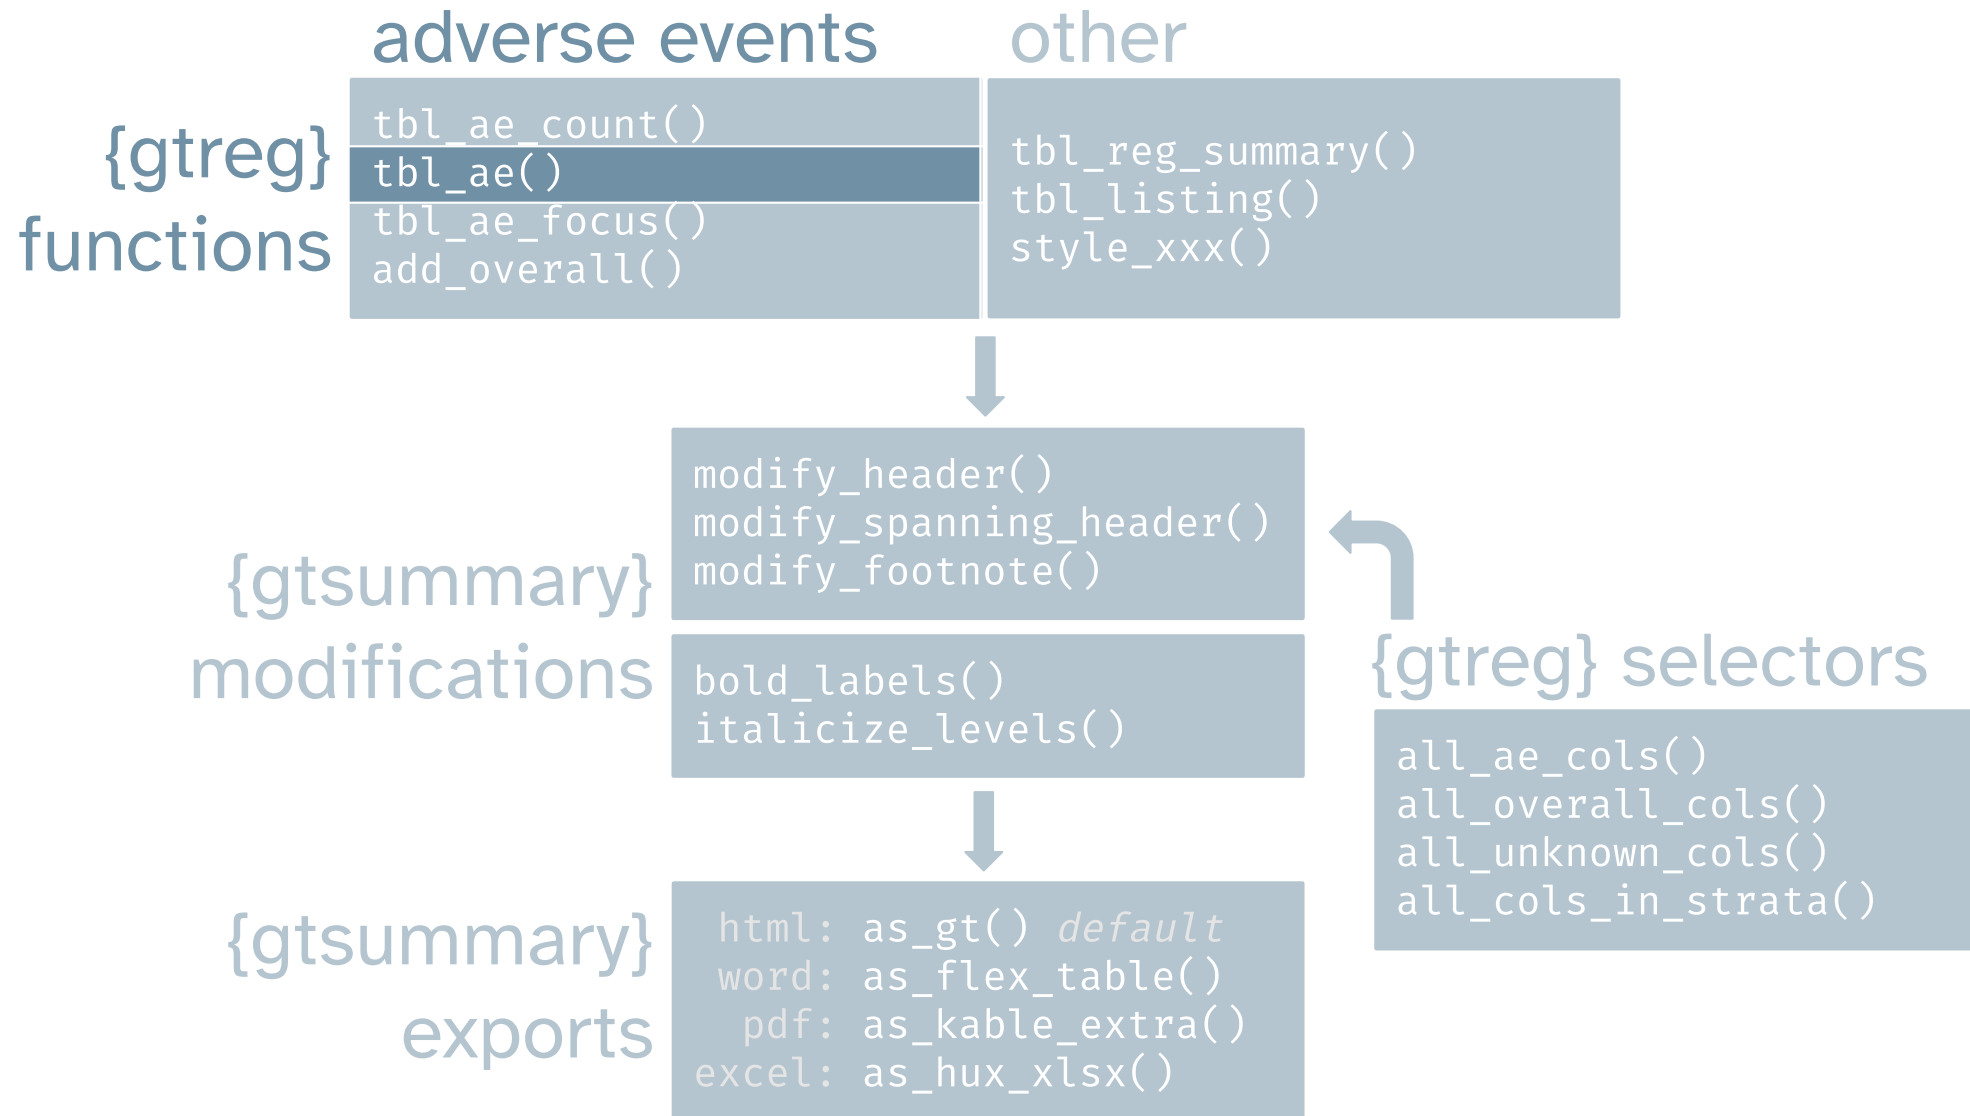 adverse events
other
{gtreg}
functions
tbl_ae_count()
tbl_ae()
tbl_ae_focus()
add_overall()
tbl_reg_summary()
tbl_listing()
style_xxx()
{gtsummary}
modifications
modify_header()
modify_spanning_header()
modify_footnote()
bold_labels()
italicize_levels()
{gtreg} selectors
all_ae_cols()
all_overall_cols()
all_unknown_cols()
all_cols_in_strata()
{gtsummary}
exports
html: as_gt() default
word: as_flex_table()
pdf: as_kable_extra()
excel: as_hux_xlsx()